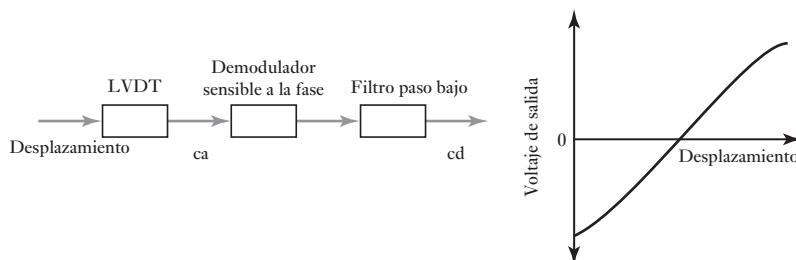 LVDT
Demodulador
sensible a la fase
Filtro paso bajo
Desplazamiento
ca
cd
Voltaje de salida
0
Desplazamiento